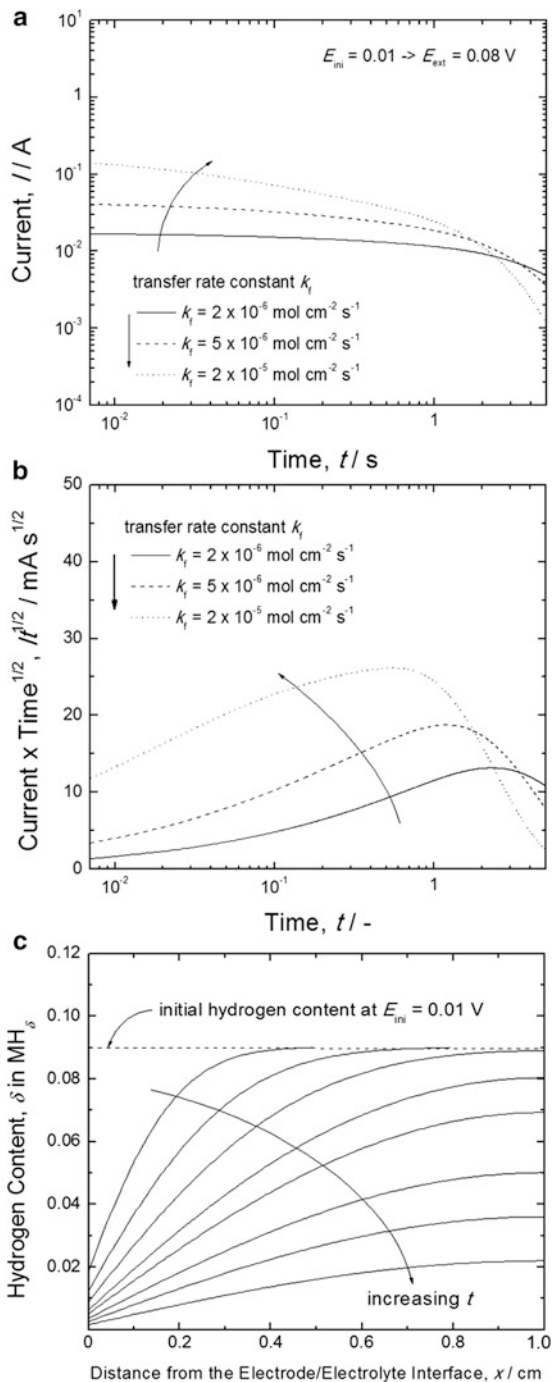 a
10¹
1
10⁻¹
10⁻²
10⁻³
10⁻⁴
Current, I / A
E_ini = 0.01 -> E_ext = 0.08 V
transfer rate constant k_f
k_f = 2 x 10⁻⁶ mol cm⁻² s⁻¹
k_f = 5 x 10⁻⁶ mol cm⁻² s⁻¹
k_f = 2 x 10⁻⁵ mol cm⁻² s⁻¹
10⁻² 10⁻¹ 1
Time, t / s
b
50
40
30
20
10
0
Current x Time^1/2, It^1/2 / mA s^1/2
transfer rate constant k_f
k_f = 2 x 10⁻⁶ mol cm⁻² s⁻¹
k_f = 5 x 10⁻⁶ mol cm⁻² s⁻¹
k_f = 2 x 10⁻⁵ mol cm⁻² s⁻¹
10⁻² 10⁻¹ 1
Time, t / -
c
0.12
0.10
0.08
0.06
0.04
0.02
Hydrogen Content, δ in MH_δ
initial hydrogen content at E_ini = 0.01 V
increasing t
0 0.2 0.4 0.6 0.8 1.0
Distance from the Electrode/Electrolyte Interface, x / cm